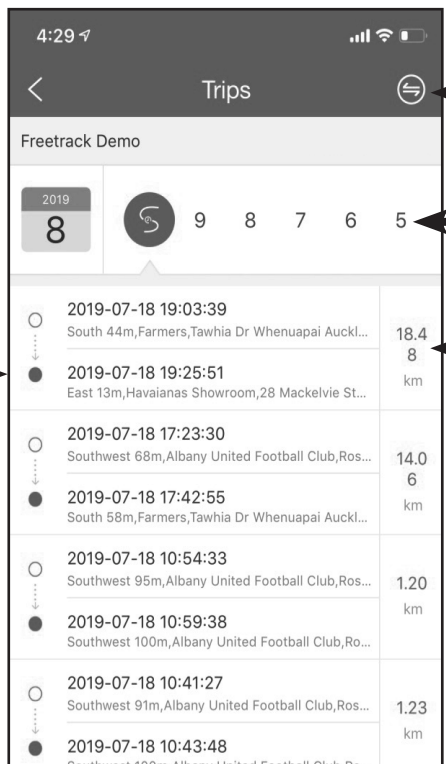 4:29
Trips
Freetrack Demo
2019
8
9 8 7 6 5
2019-07-18 19:03:39
South 44m,Farmers,Tawhia Dr Whenuapai Auckl...
2019-07-18 19:25:51
East 13m,Havaianas Showroom,28 Mackelvie St...
18.4
8
km
2019-07-18 17:23:30
Southwest 68m,Albany United Football Club,Ros...
2019-07-18 17:42:55
South 58m,Farmers,Tawhia Dr Whenuapai Auckl...
14.0
6
km
2019-07-18 10:54:33
Southwest 95m,Albany United Football Club,Ros...
2019-07-18 10:59:38
Southwest 100m,Albany United Football Club,Ro...
1.20
km
2019-07-18 10:41:27
Southwest 91m,Albany United Football Club,Ros...
2019-07-18 10:43:48
1.23
km